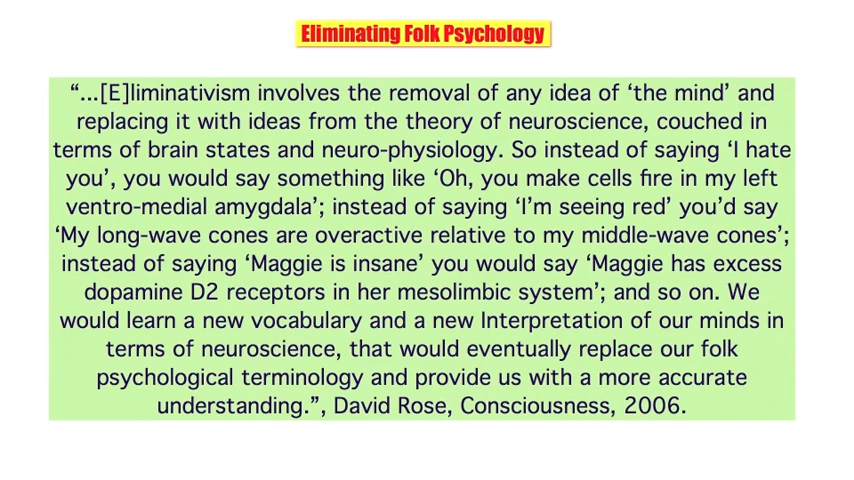 Eliminating Folk Psychology
“...[E]liminativism involves the removal of any idea of ‘the mind’ and
replacing it with ideas from the theory of neuroscience, couched in
terms of brain states and neuro-physiology. So instead of saying ‘I hate
you’, you would say something like ‘Oh, you make cells fire in my left
ventro-medial amygdala’; instead of saying ‘I’m seeing red’ you’d say
‘My long-wave cones are overactive relative to my middle-wave cones’;
instead of saying ‘Maggie is insane’ you would say ‘Maggie has excess
dopamine D2 receptors in her mesolimbic system’; and so on. We
would learn a new vocabulary and a new Interpretation of our minds in
terms of neuroscience, that would eventually replace our folk
psychological terminology and provide us with a more accurate
understanding.”, David Rose, Consciousness, 2006.